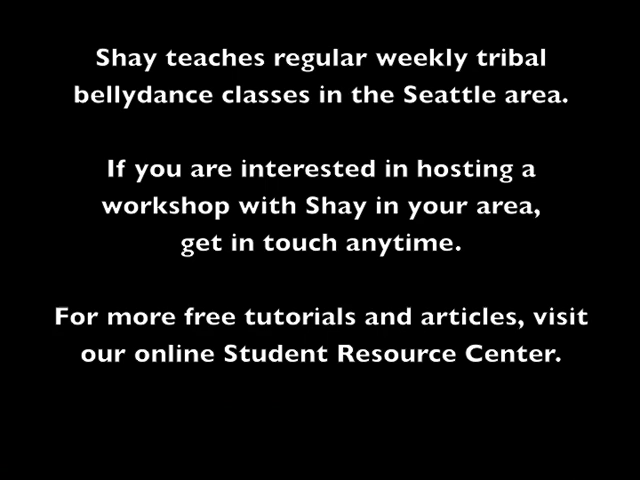 Shay teaches regular weekly tribal
bellydance classes in the Seattle area.
If you are interested in hosting a
workshop with Shay in your area,
get in touch anytime.
For more free tutorials and articles, visit
our online Student Resource Center.